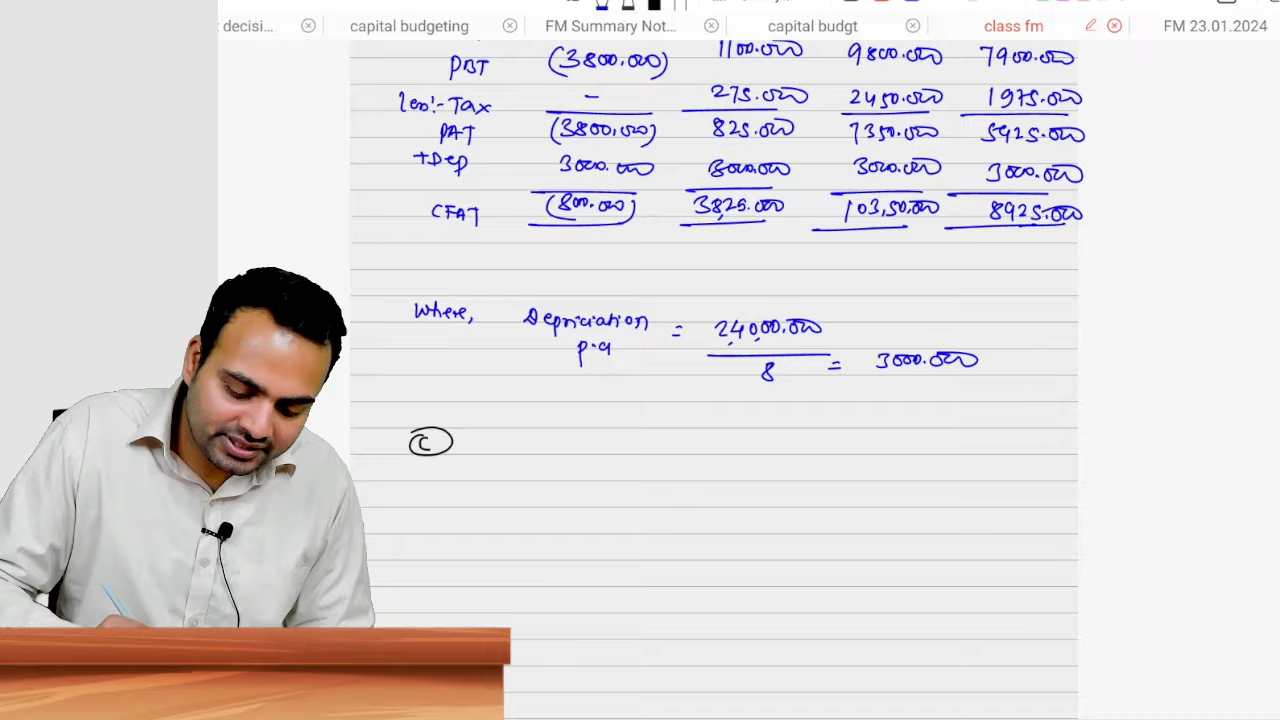 t decisi...
capital budgeting
FM Summary Not...
capital budgt
class fm
FM 23.01.2024
PBT (3800,000) 1100,000 9800,000 7900,000
less:- Tax - 275,000 2450,000 1975,000
PAT (3800,000) 825,000 7350,000 5925,000
+Dep 3000,000 3000,000 3000,000 3000,000
CFAT (800,000) 3825,000 103,50,000 8925,000
Where, Depriciation p.a = 24,000,000 / 8 = 3000,000
C